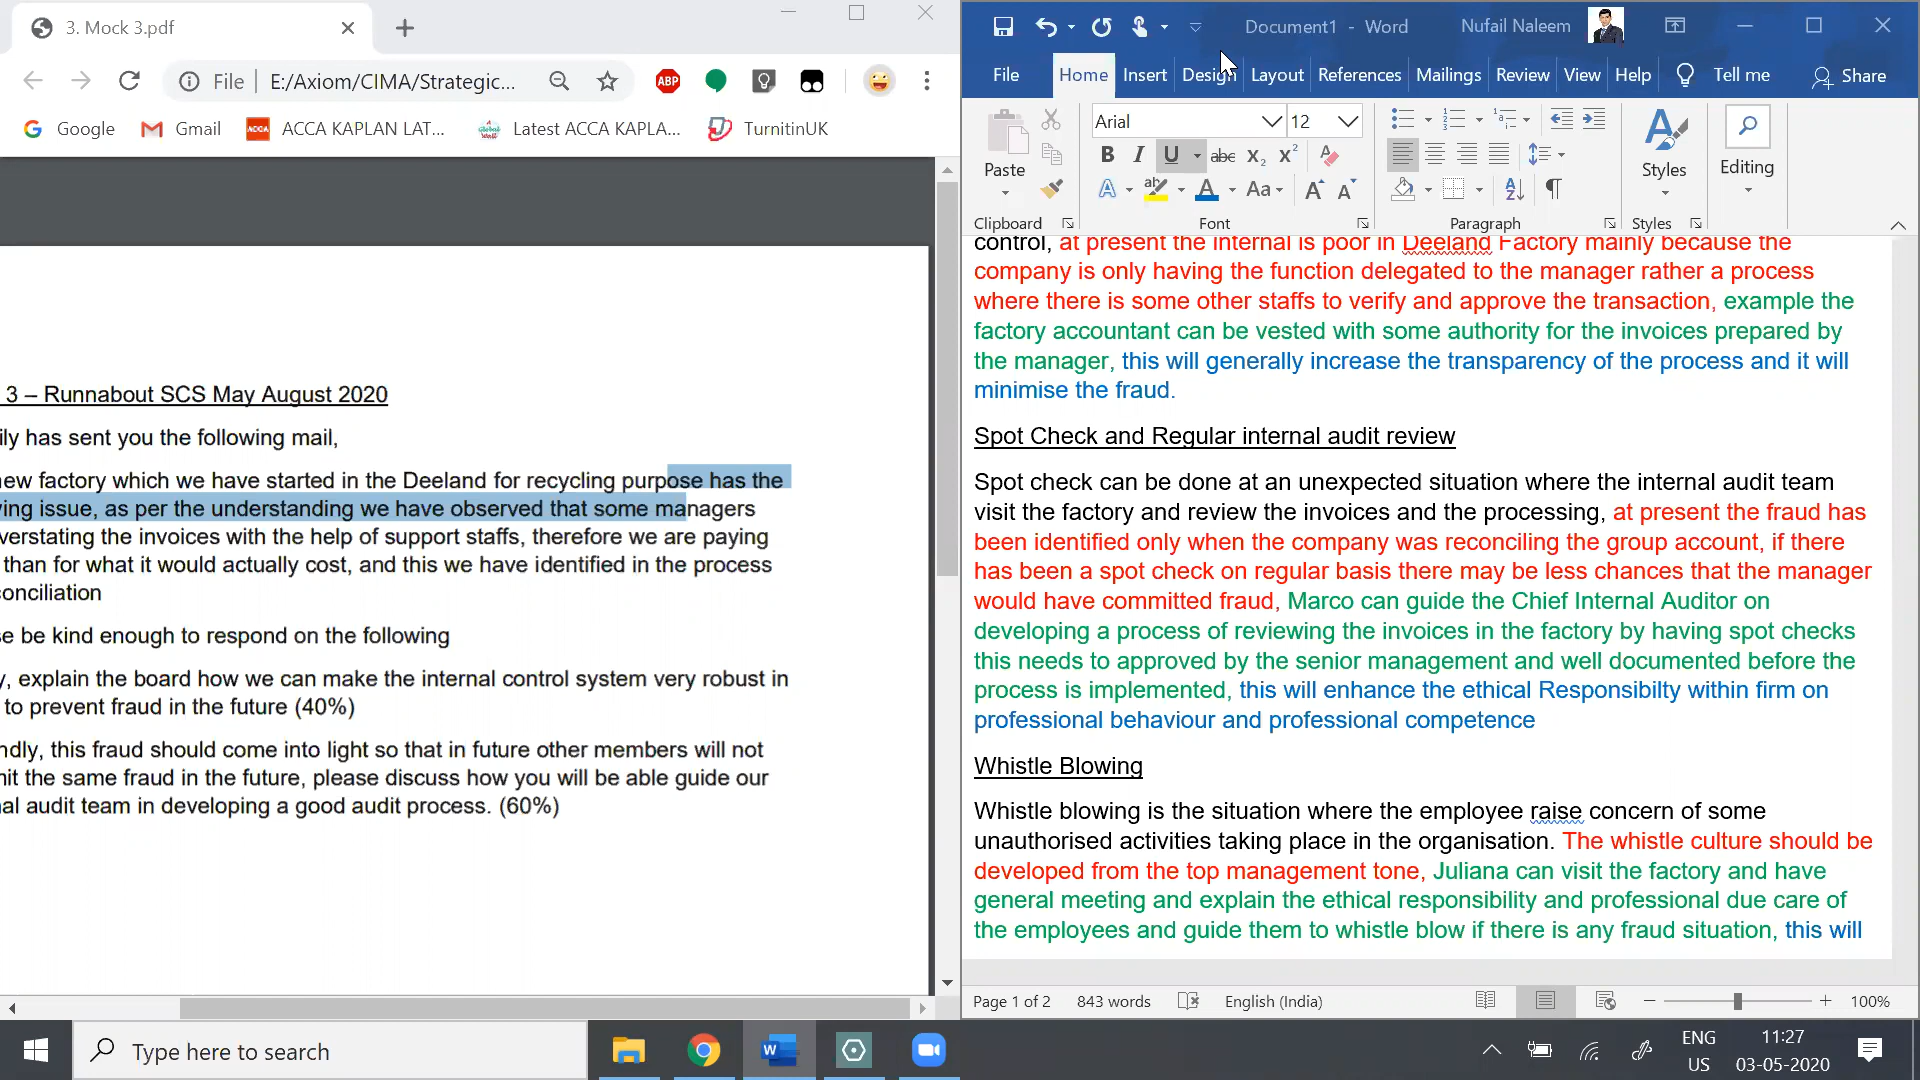 3. Mock 3.pdf
File
E:/Axiom/CIMA/Strategic...
ABP
Google
Gmail
ACCA KAPLAN LAT...
Latest ACCA KAPLA...
TurnitinUK
3 – Runnabout SCS May August 2020
ily has sent you the following mail,
ew factory which we have started in the Deeland for recycling purpose has the
ing issue, as per the understanding we have observed that some managers
verstating the invoices with the help of support staffs, therefore we are paying
than for what it would actually cost, and this we have identified in the process
onciliation
e be kind enough to respond on the following
y, explain the board how we can make the internal control system very robust in
to prevent fraud in the future (40%)
ndly, this fraud should come into light so that in future other members will not
it the same fraud in the future, please discuss how you will be able guide our
al audit team in developing a good audit process. (60%)
Document1 - Word
Nufail Naleem
File
Home
Insert
Design
Layout
References
Mailings
Review
View
Help
Tell me
Share
Paste
Clipboard
Arial
12
Font
Paragraph
Styles
Styles
Editing
control, at present the internal is poor in Deeland Factory mainly because the
company is only having the function delegated to the manager rather a process
where there is some other staffs to verify and approve the transaction, example the
factory accountant can be vested with some authority for the invoices prepared by
the manager, this will generally increase the transparency of the process and it will
minimise the fraud.
Spot Check and Regular internal audit review
Spot check can be done at an unexpected situation where the internal audit team
visit the factory and review the invoices and the processing, at present the fraud has
been identified only when the company was reconciling the group account, if there
has been a spot check on regular basis there may be less chances that the manager
would have committed fraud, Marco can guide the Chief Internal Auditor on
developing a process of reviewing the invoices in the factory by having spot checks
this needs to approved by the senior management and well documented before the
process is implemented, this will enhance the ethical Responsibilty within firm on
professional behaviour and professional competence
Whistle Blowing
Whistle blowing is the situation where the employee raise concern of some
unauthorised activities taking place in the organisation. The whistle culture should be
developed from the top management tone, Juliana can visit the factory and have
general meeting and explain the ethical responsibility and professional due care of
the employees and guide them to whistle blow if there is any fraud situation, this will
Page 1 of 2
843 words
English (India)
100%
Type here to search
ENG
US
11:27
03-05-2020